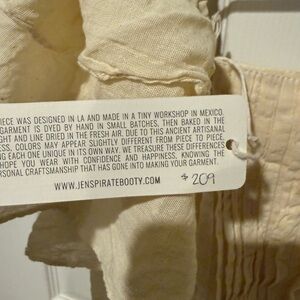 IECE WAS DESIGNED IN LA AND MADE IN A TINY WORKSHOP IN MEXICO.
GARMENT IS DYED BY HAND IN SMALL BATCHES, THEN BAKED IN THE
GHT AND LINE DRIED IN THE FRESH AIR. DUE TO THIS ANCIENT ARTISANAL
ESS, COLORS MAY APPEAR SLIGHTLY DIFFERENT FROM PIECE TO PIECE.
NG EACH ONE UNIQUE IN ITS OWN WAY. WE TREASURE THESE DIFFERENCES
HOPE YOU WEAR WITH CONFIDENCE AND HAPPINESS, KNOWING THE
RSONAL CRAFTSMANSHIP THAT HAS GONE INTO MAKING YOUR GARMENT.
WWW.JENSPIRATEBOOTY.COM
$ 209